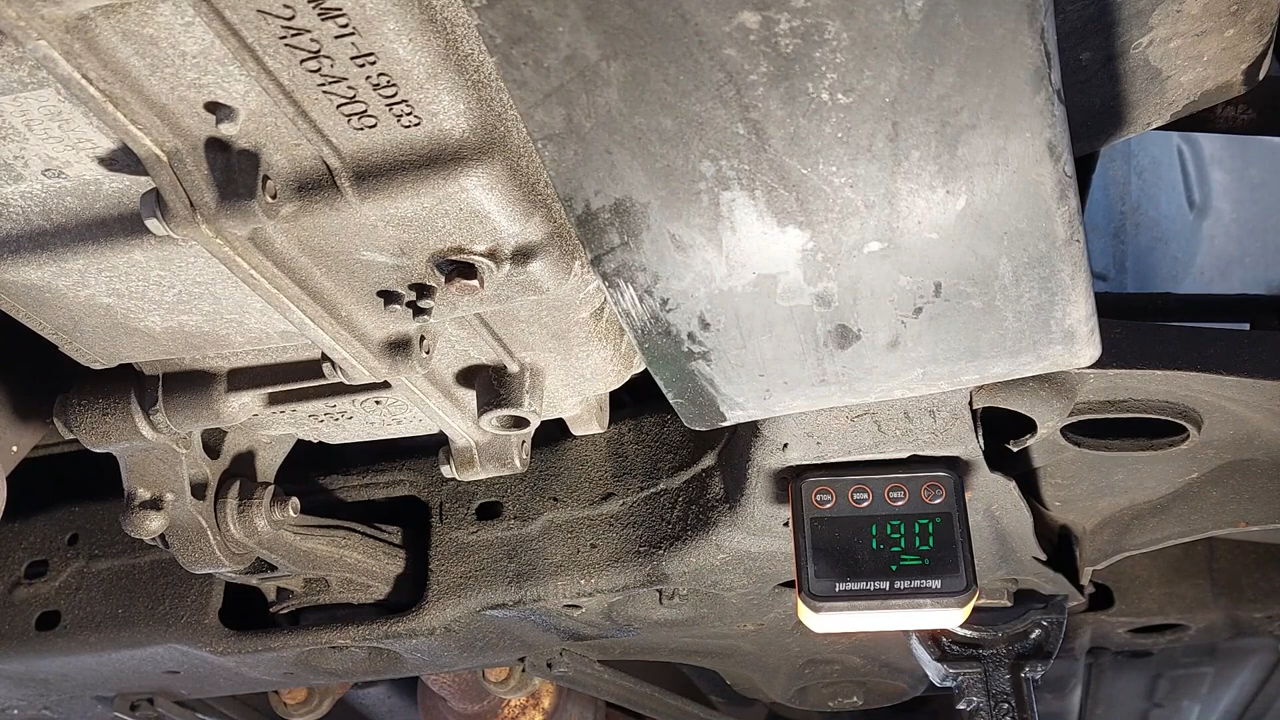 MPT-B SD133
24264209
HOLD
MODE
ZERO
1.90°
Mecurate Instrument